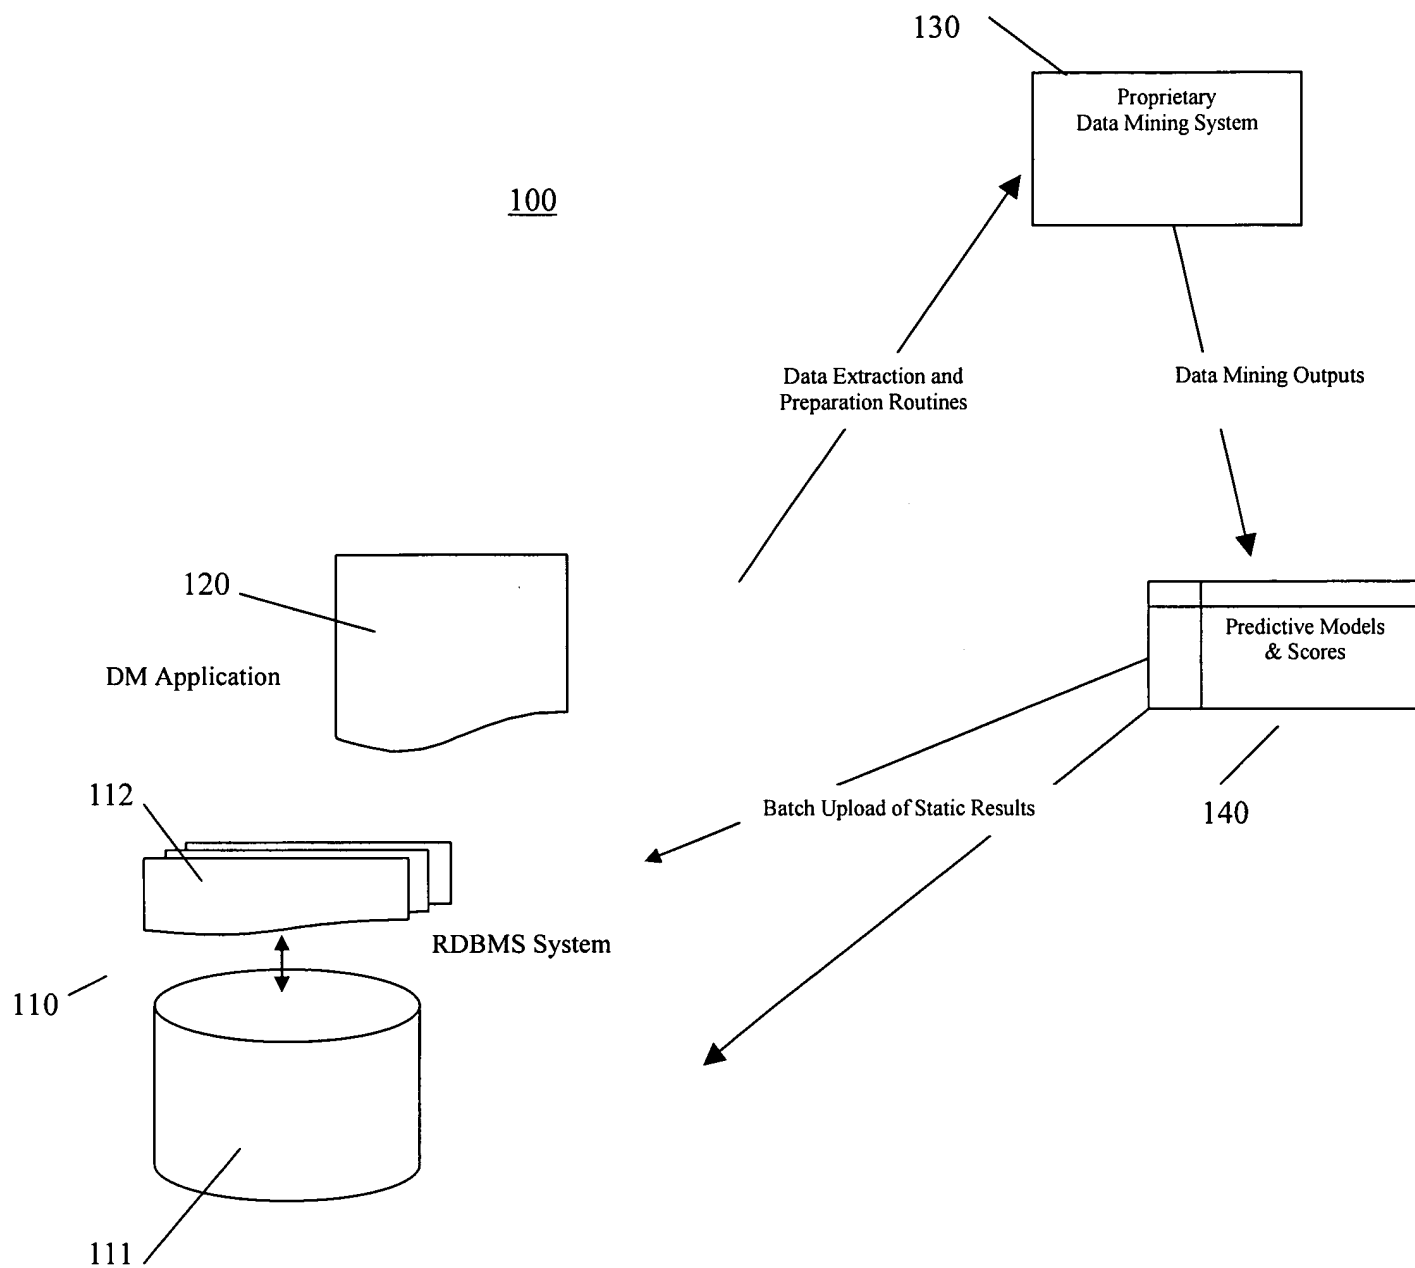 130
Proprietary
Data Mining System
100
Data Extraction and
Preparation Routines
Data Mining Outputs
120
DM Application
Predictive Models
& Scores
112
Batch Upload of Static Results
140
RDBMS System
110
111